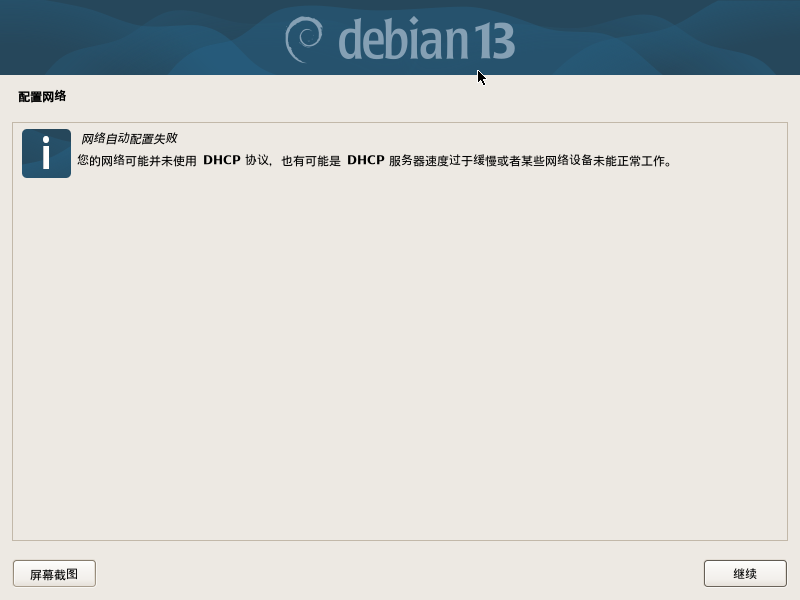 debian 13
配置网络
网络自动配置失败
您的网络可能并未使用 DHCP 协议，也有可能是 DHCP 服务器速度过于缓慢或者某些网络设备未能正常工作。
屏幕截图
继续